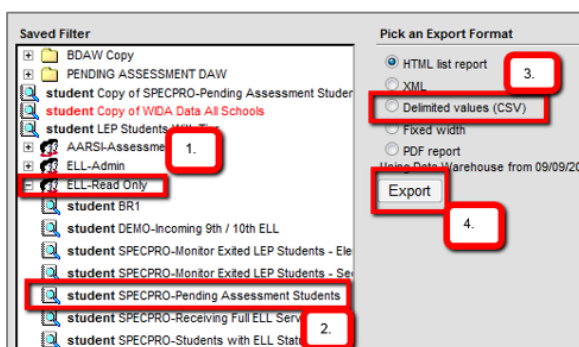 Saved Filter
BDAW Copy
PENDING ASSESSMENT DAW
student Copy of SPECPRO-Pending Assessment Studen
student Copy of WIDA Data All Schools
student LEP Students With
AARSI-Assessme
1.
ELL-Admin
ELL-Read Only
student BR1
student DEMO-Incoming 9th / 10th ELL
student SPECPRO-Monitor Exited LEP Students - Ele
student SPECPRO-Monitor Exited LEP Students - Sec
student SPECPRO-Pending Assessment Students
student SPECPRO-Receiving Full ELL Serv
2.
student SPECPRO-Students with ELL Statu
Pick an Export Format
HTML list report
3.
XML
Delimited values (CSV)
Fixed width
PDF report
Using Data Warehouse from 09/09/20
Export
4.